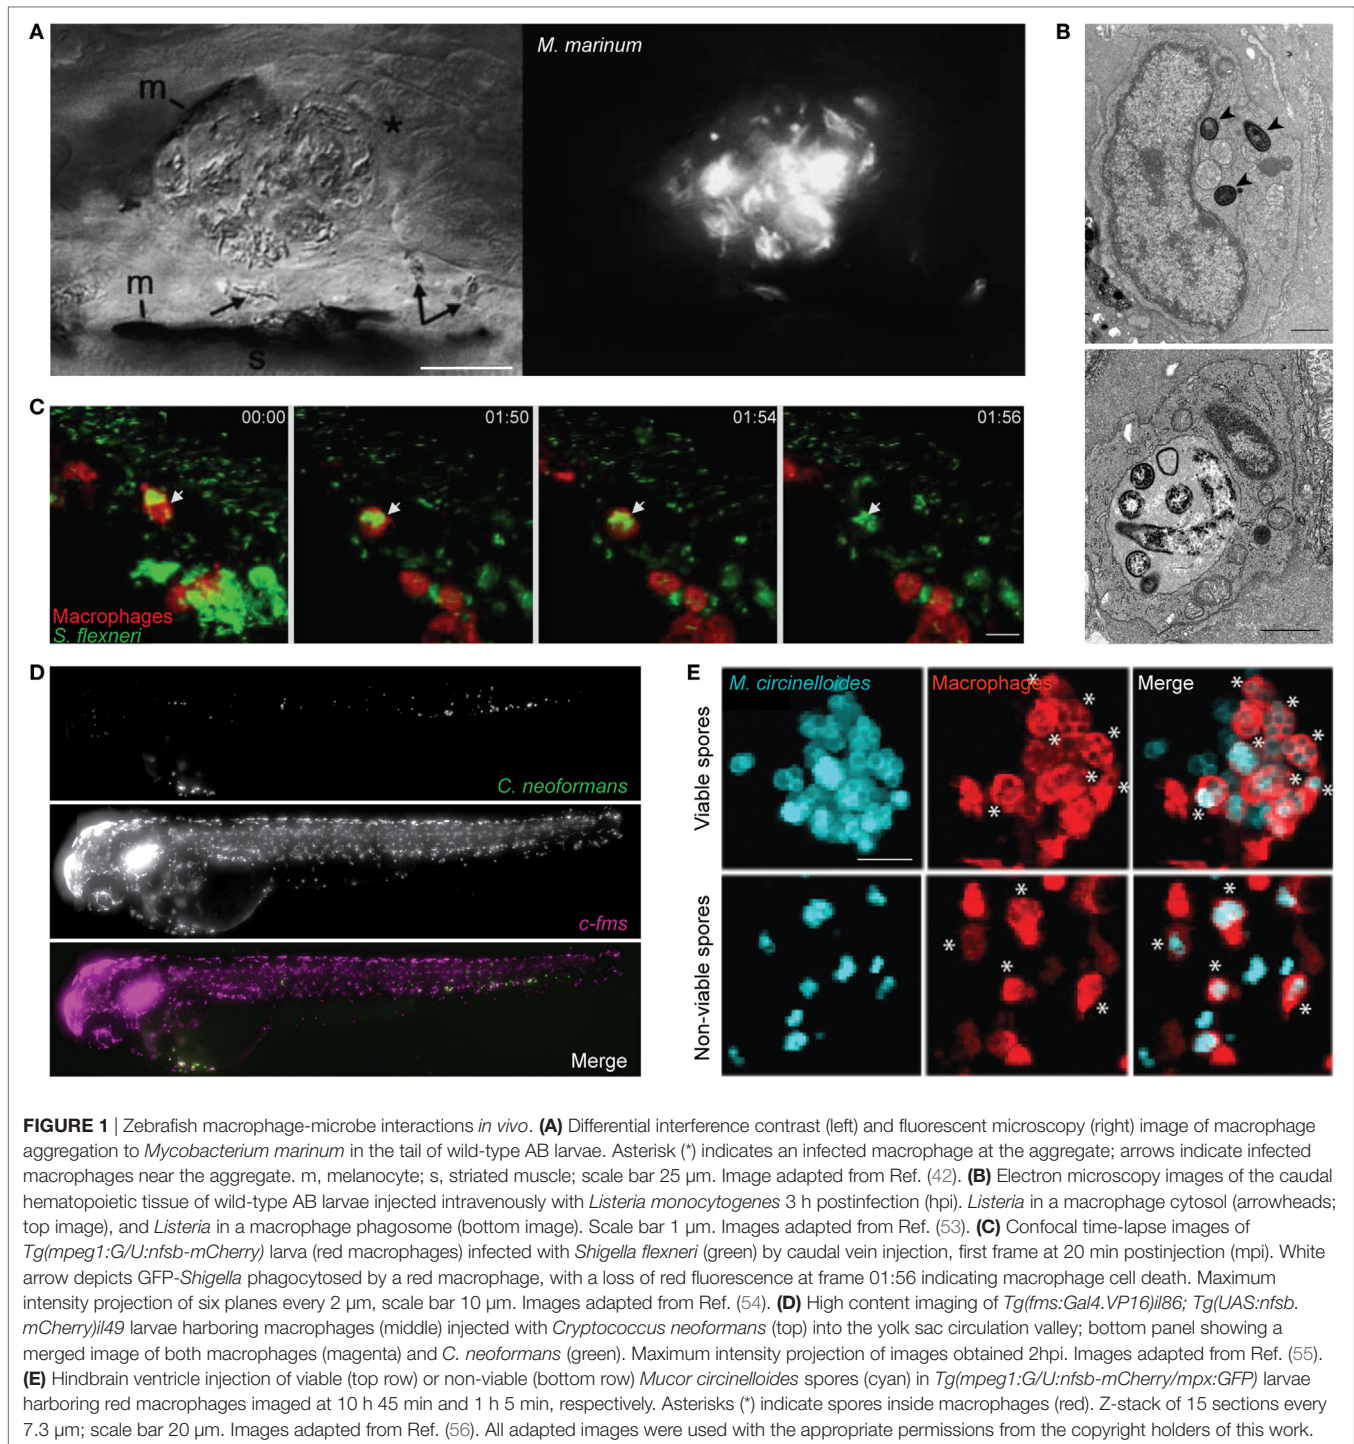 A
M. marinum
m
*
m
s
B
C
00:00
01:50
01:54
01:56
Macrophages
S. flexneri
D
C. neoformans
c-fms
Merge
E
Viable spores
M. circinelloides
Macrophages
Merge
* * * * * * *
* * * * * * *
Non-viable spores
* * * *
* * * *
FIGURE 1 | Zebrafish macrophage-microbe interactions in vivo. (A) Differential interference contrast (left) and fluorescent microscopy (right) image of macrophage
aggregation to Mycobacterium marinum in the tail of wild-type AB larvae. Asterisk (*) indicates an infected macrophage at the aggregate; arrows indicate infected
macrophages near the aggregate. m, melanocyte; s, striated muscle; scale bar 25 µm. Image adapted from Ref. (42). (B) Electron microscopy images of the caudal
hematopoietic tissue of wild-type AB larvae injected intravenously with Listeria monocytogenes 3 h postinfection (hpi). Listeria in a macrophage cytosol (arrowheads;
top image), and Listeria in a macrophage phagosome (bottom image). Scale bar 1 µm. Images adapted from Ref. (53). (C) Confocal time-lapse images of
Tg(mpeg1:G/U:nfsb-mCherry) larva (red macrophages) infected with Shigella flexneri (green) by caudal vein injection, first frame at 20 min postinjection (mpi). White
arrow depicts GFP-Shigella phagocytosed by a red macrophage, with a loss of red fluorescence at frame 01:56 indicating macrophage cell death. Maximum
intensity projection of six planes every 2 µm, scale bar 10 µm. Images adapted from Ref. (54). (D) High content imaging of Tg(fms:Gal4.VP16)il86; Tg(UAS:nfsb.
mCherry)il49 larvae harboring macrophages (middle) injected with Cryptococcus neoformans (top) into the yolk sac circulation valley; bottom panel showing a
merged image of both macrophages (magenta) and C. neoformans (green). Maximum intensity projection of images obtained 2hpi. Images adapted from Ref. (55).
(E) Hindbrain ventricle injection of viable (top row) or non-viable (bottom row) Mucor circinelloides spores (cyan) in Tg(mpeg1:G/U:nfsb-mCherry/mpx:GFP) larvae
harboring red macrophages imaged at 10 h 45 min and 1 h 5 min, respectively. Asterisks (*) indicate spores inside macrophages (red). Z-stack of 15 sections every
7.3 µm; scale bar 20 µm. Images adapted from Ref. (56). All adapted images were used with the appropriate permissions from the copyright holders of this work.